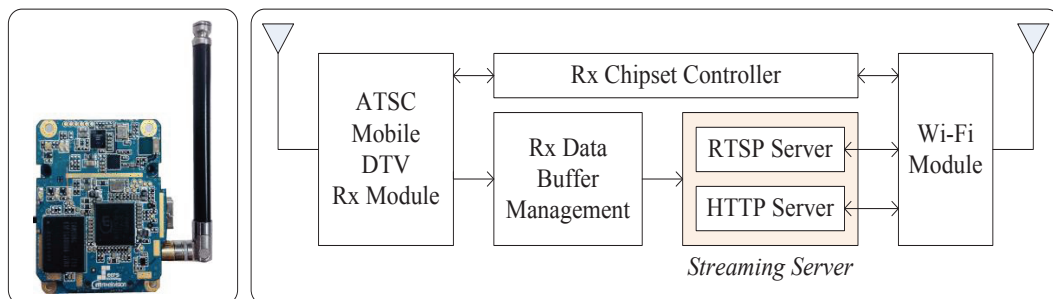 ATSC
Mobile
DTV
Rx Module
Rx Chipset Controller
Rx Data
Buffer
Management
RTSP Server
HTTP Server
Streaming Server
Wi-Fi
Module